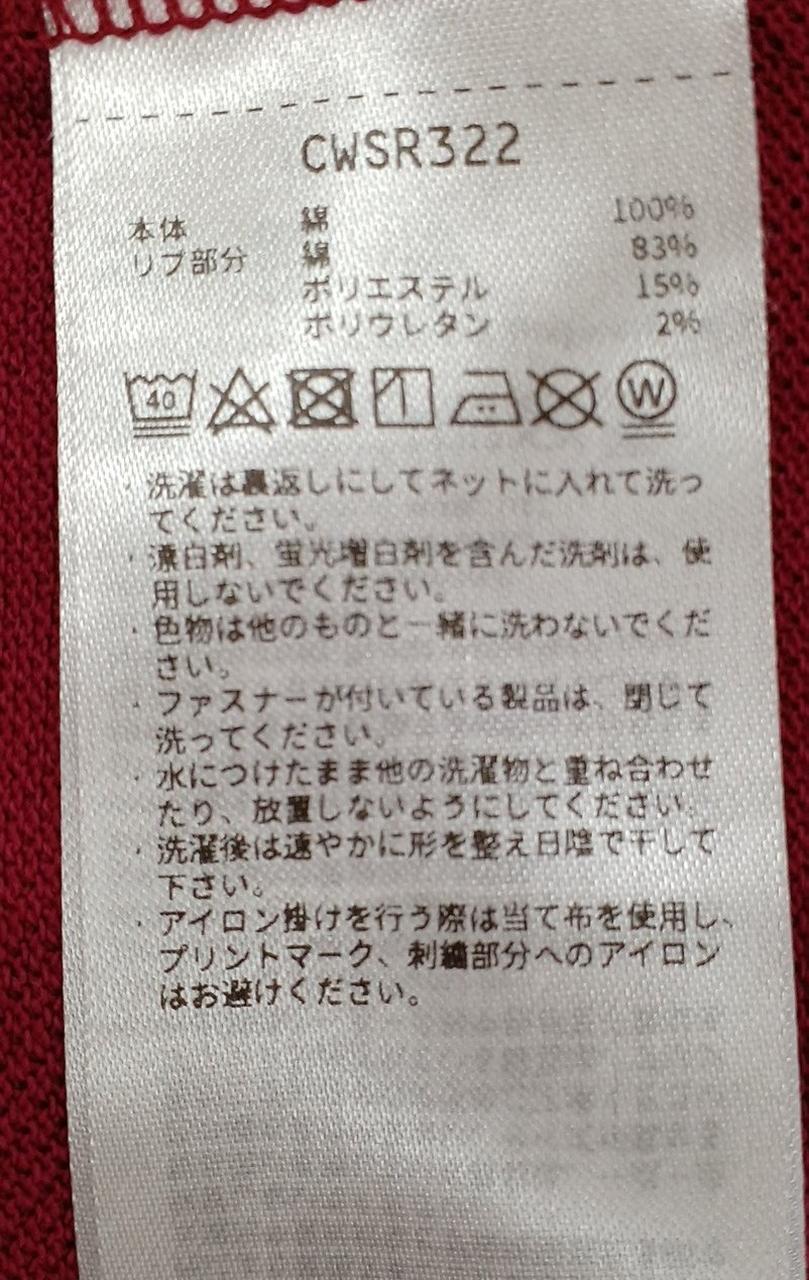 CWSR322
本体 綿 100%
リブ部分 綿 83%
ポリエステル 15%
ポリウレタン 2%
40 W
・洗濯は裏返しにしてネットに入れて洗っ
てください。
・漂白剤、蛍光増白剤を含んだ洗剤は、使
用しないでください。
・色物は他のものと一緒に洗わないでくだ
さい。
・ファスナーが付いている製品は、閉じて
洗ってください。
・水につけたまま他の洗濯物と重ね合わせ
たり、放置しないようにしてください。
・洗濯後は速やかに形を整え日陰で干して
下さい。
・アイロン掛けを行う際は当て布を使用し、
プリントマーク、刺繍部分へのアイロン
はお避けください。